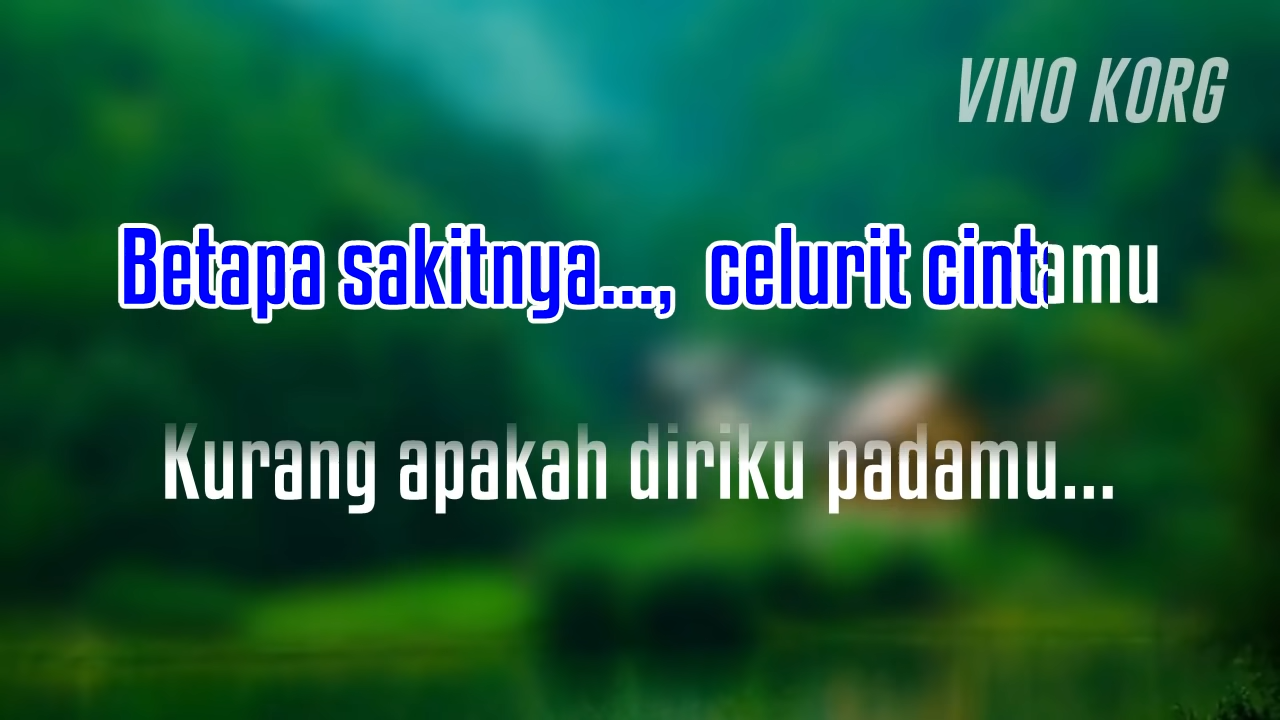 VINO KORG
Betapa sakitnya..., celurit cintamu
Kurang apakah diriku padamu...